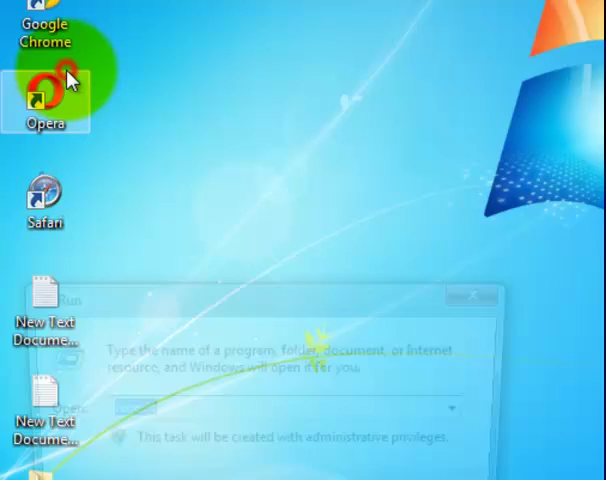 Google
Chrome
Opera
Safari
New Text
Docume...
New Text
Docume...
Run
Type the name of a program, folder, document, or Internet
resource, and Windows will open it for you.
Open:
This task will be created with administrative privileges.